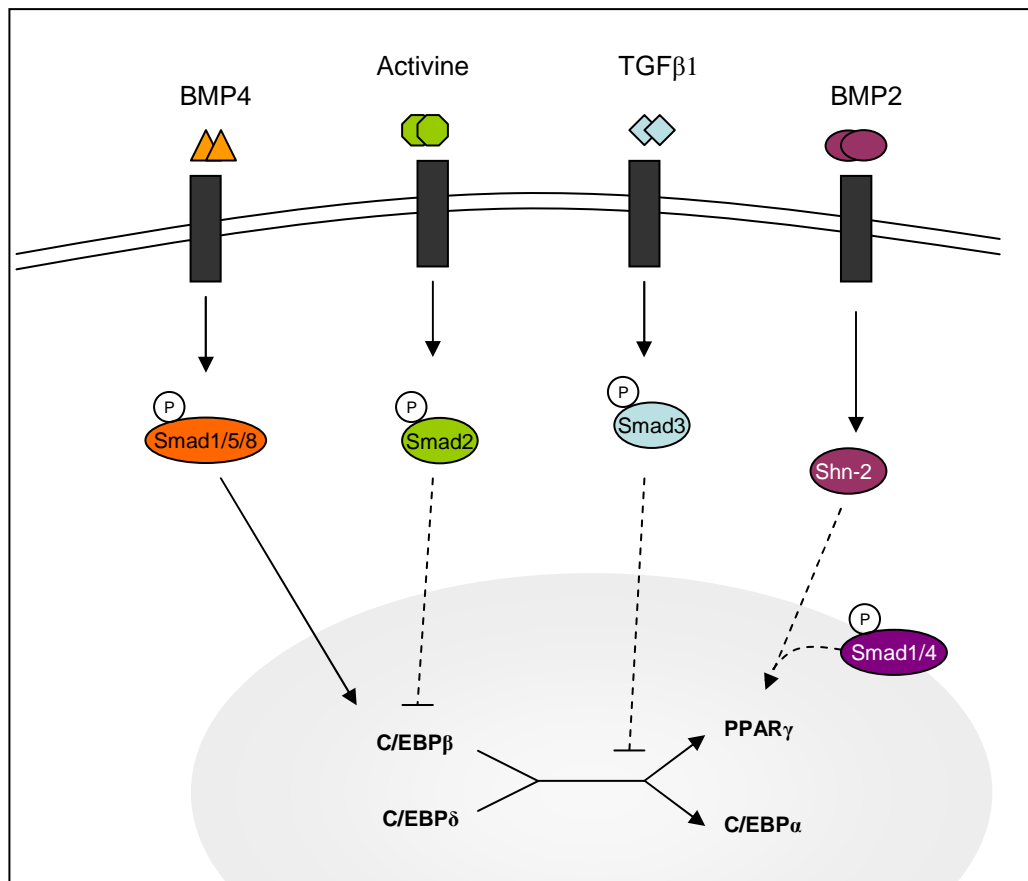 BMP4
Activine
TGFβ1
BMP2
P
Smad1/5/8
P
Smad2
P
Smad3
Shn-2
P
Smad1/4
C/EBPβ
C/EBPδ
PPARγ
C/EBPα